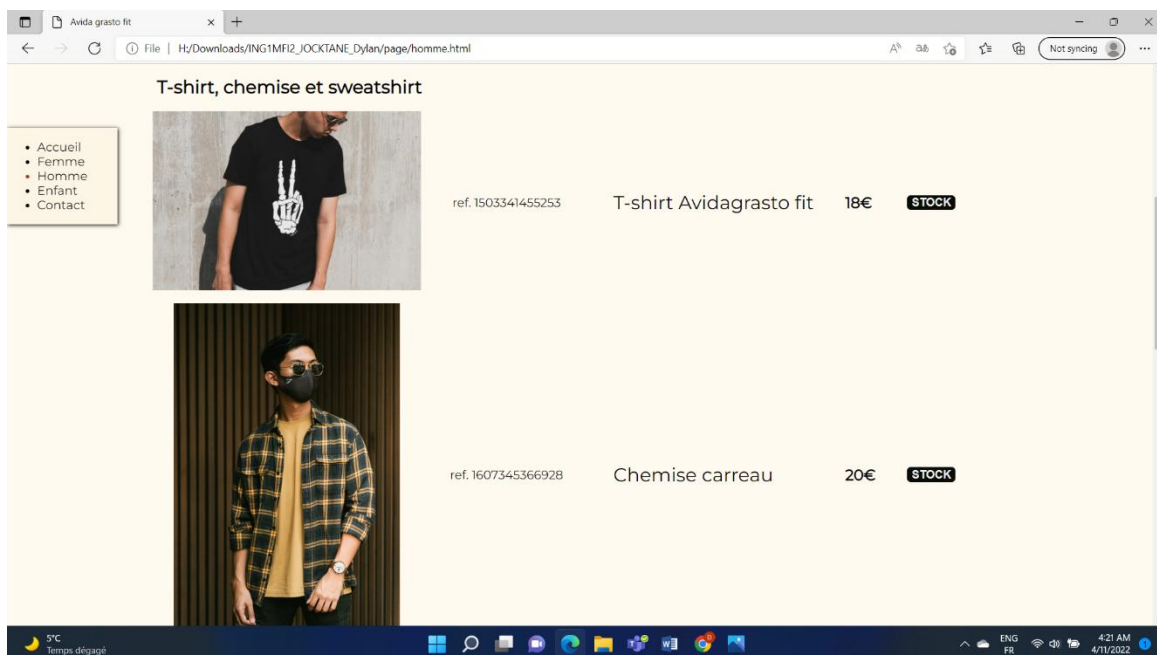 Avida grasto fit
File | H:/Downloads/ING1MFI2_JOCKTANE_Dylan/page/homme.html
Not syncing
T-shirt, chemise et sweatshirt
Accueil
Femme
Homme
Enfant
Contact
ref. 1503341455253
T-shirt Avidagrasto fit
18€
STOCK
ref. 1607345366928
Chemise carreau
20€
STOCK
5°C
Temps dégagé
ENG
FR
4:21 AM
4/11/2022